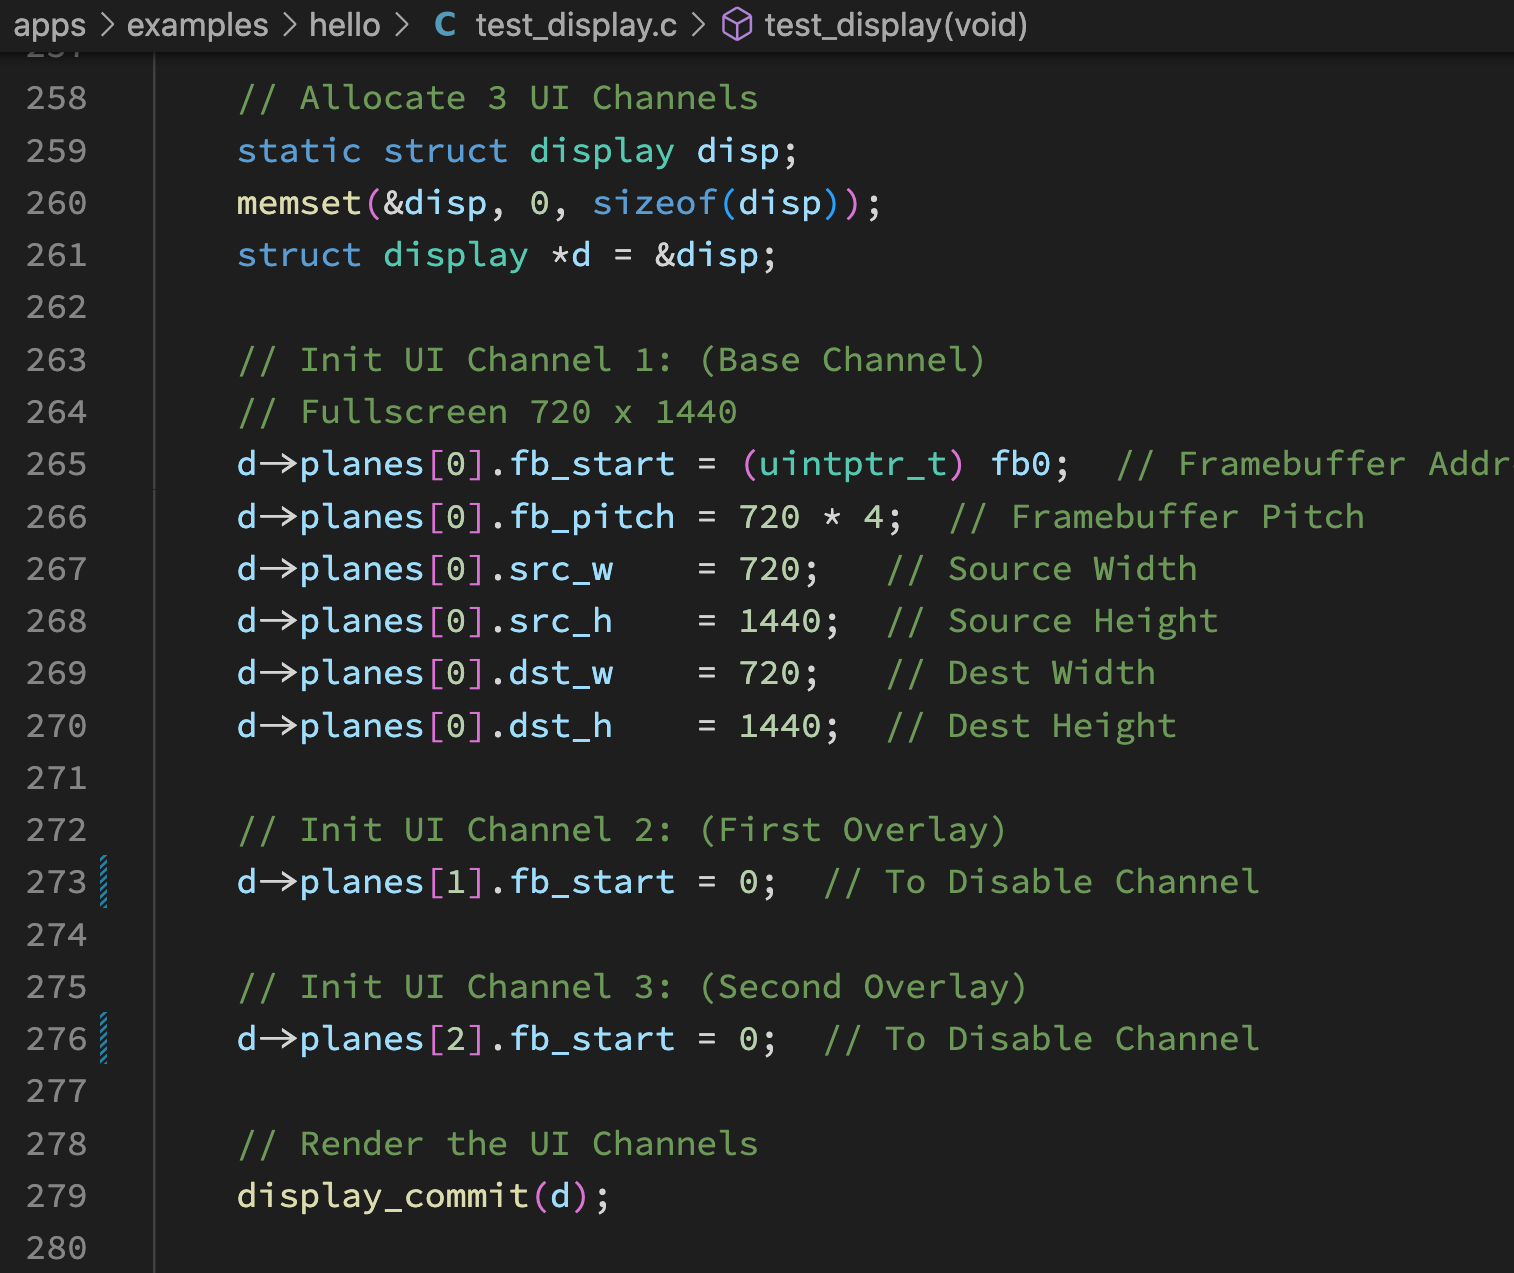 apps > examples > hello > C test_display.c > test_display(void)
258 // Allocate 3 UI Channels
259 static struct display disp;
260 memset(&disp, 0, sizeof(disp));
261 struct display *d = &disp;
262
263 // Init UI Channel 1: (Base Channel)
264 // Fullscreen 720 x 1440
265 d->planes[0].fb_start = (uintptr_t) fb0;  // Framebuffer
266 d->planes[0].fb_pitch = 720 * 4;  // Framebuffer Pitch
267 d->planes[0].src_w    = 720;   // Source Width
268 d->planes[0].src_h    = 1440;  // Source Height
269 d->planes[0].dst_w    = 720;   // Dest Width
270 d->planes[0].dst_h    = 1440;  // Dest Height
271
272 // Init UI Channel 2: (First Overlay)
273 d->planes[1].fb_start = 0;  // To Disable Channel
274
275 // Init UI Channel 3: (Second Overlay)
276 d->planes[2].fb_start = 0;  // To Disable Channel
277
278 // Render the UI Channels
279 display_commit(d);
280